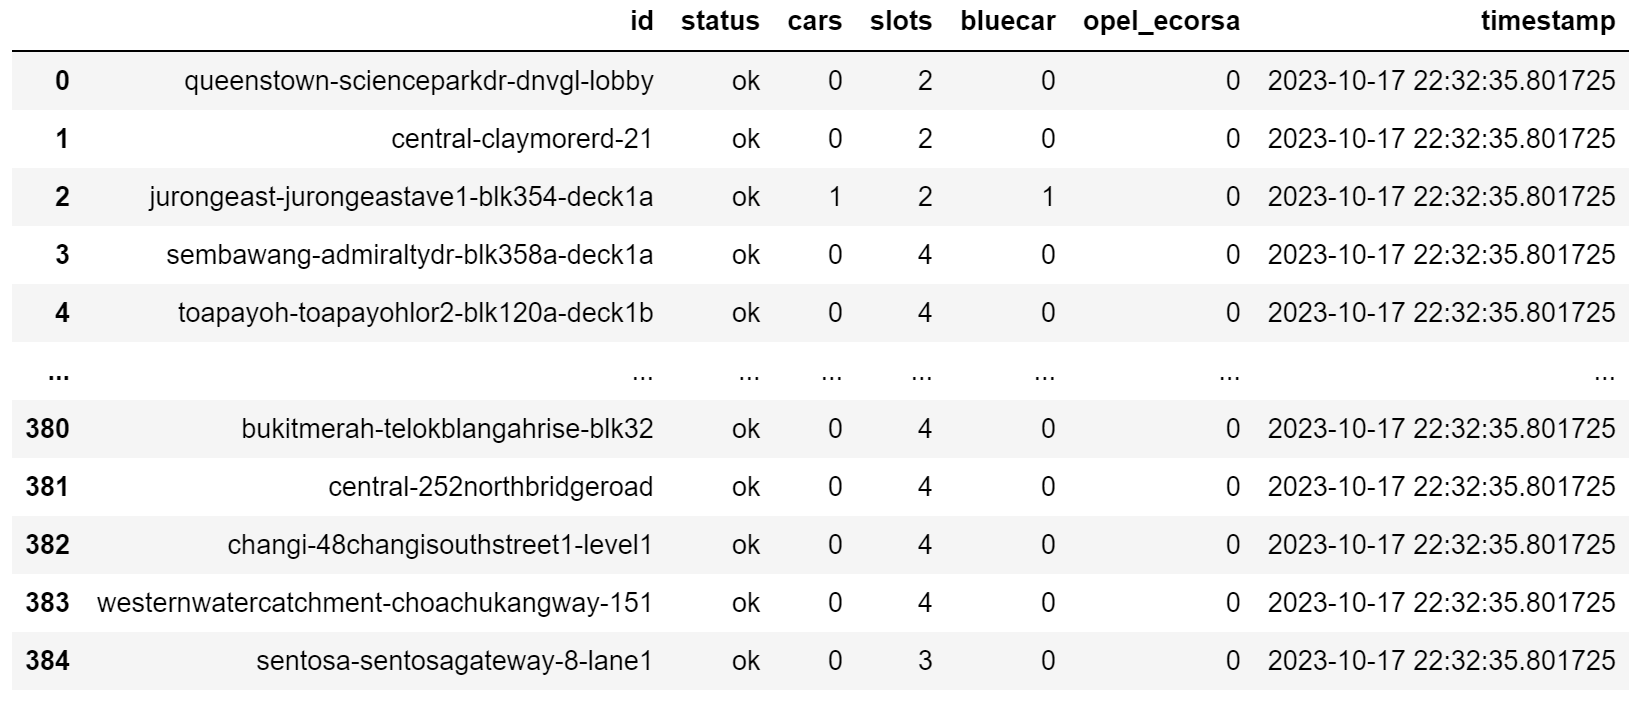 id status cars slots bluecar opel_ecorsa timestamp
0 queenstown-scienceparkdr-dnvgl-lobby ok 0 2 0 0 2023-10-17 22:32:35.801725
1 central-claymorerd-21 ok 0 2 0 0 2023-10-17 22:32:35.801725
2 jurongeast-jurongeastave1-blk354-deck1a ok 1 2 1 0 2023-10-17 22:32:35.801725
3 sembawang-admiraltydr-blk358a-deck1a ok 0 4 0 0 2023-10-17 22:32:35.801725
4 toapayoh-toapayohlor2-blk120a-deck1b ok 0 4 0 0 2023-10-17 22:32:35.801725
... ... ... ... ... ... ... ...
380 bukitmerah-telokblangahrise-blk32 ok 0 4 0 0 2023-10-17 22:32:35.801725
381 central-252northbridgeroad ok 0 4 0 0 2023-10-17 22:32:35.801725
382 changi-48changisouthstreet1-level1 ok 0 4 0 0 2023-10-17 22:32:35.801725
383 westernwatercatchment-choachukangway-151 ok 0 4 0 0 2023-10-17 22:32:35.801725
384 sentosa-sentosagateway-8-lane1 ok 0 3 0 0 2023-10-17 22:32:35.801725